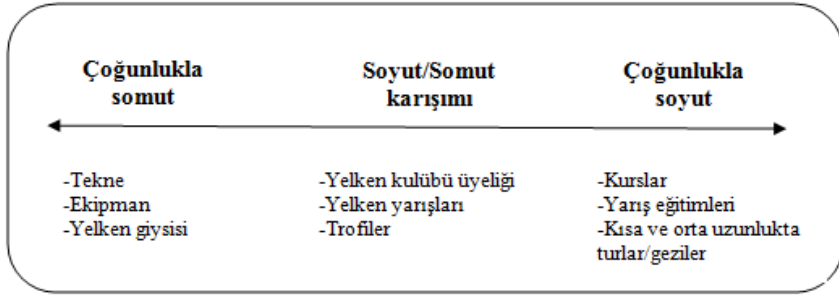 Çoğunlukla
somut
Soyut/Somut
karışımı
Çoğunlukla
soyut
-Tekne
-Ekipman
-Yelken giysisi
-Yelken kulübü üyeliği
-Yelken yarışları
-Trofiler
-Kurslar
-Yarış eğitimleri
-Kısa ve orta uzunlukta
turlar/geziler